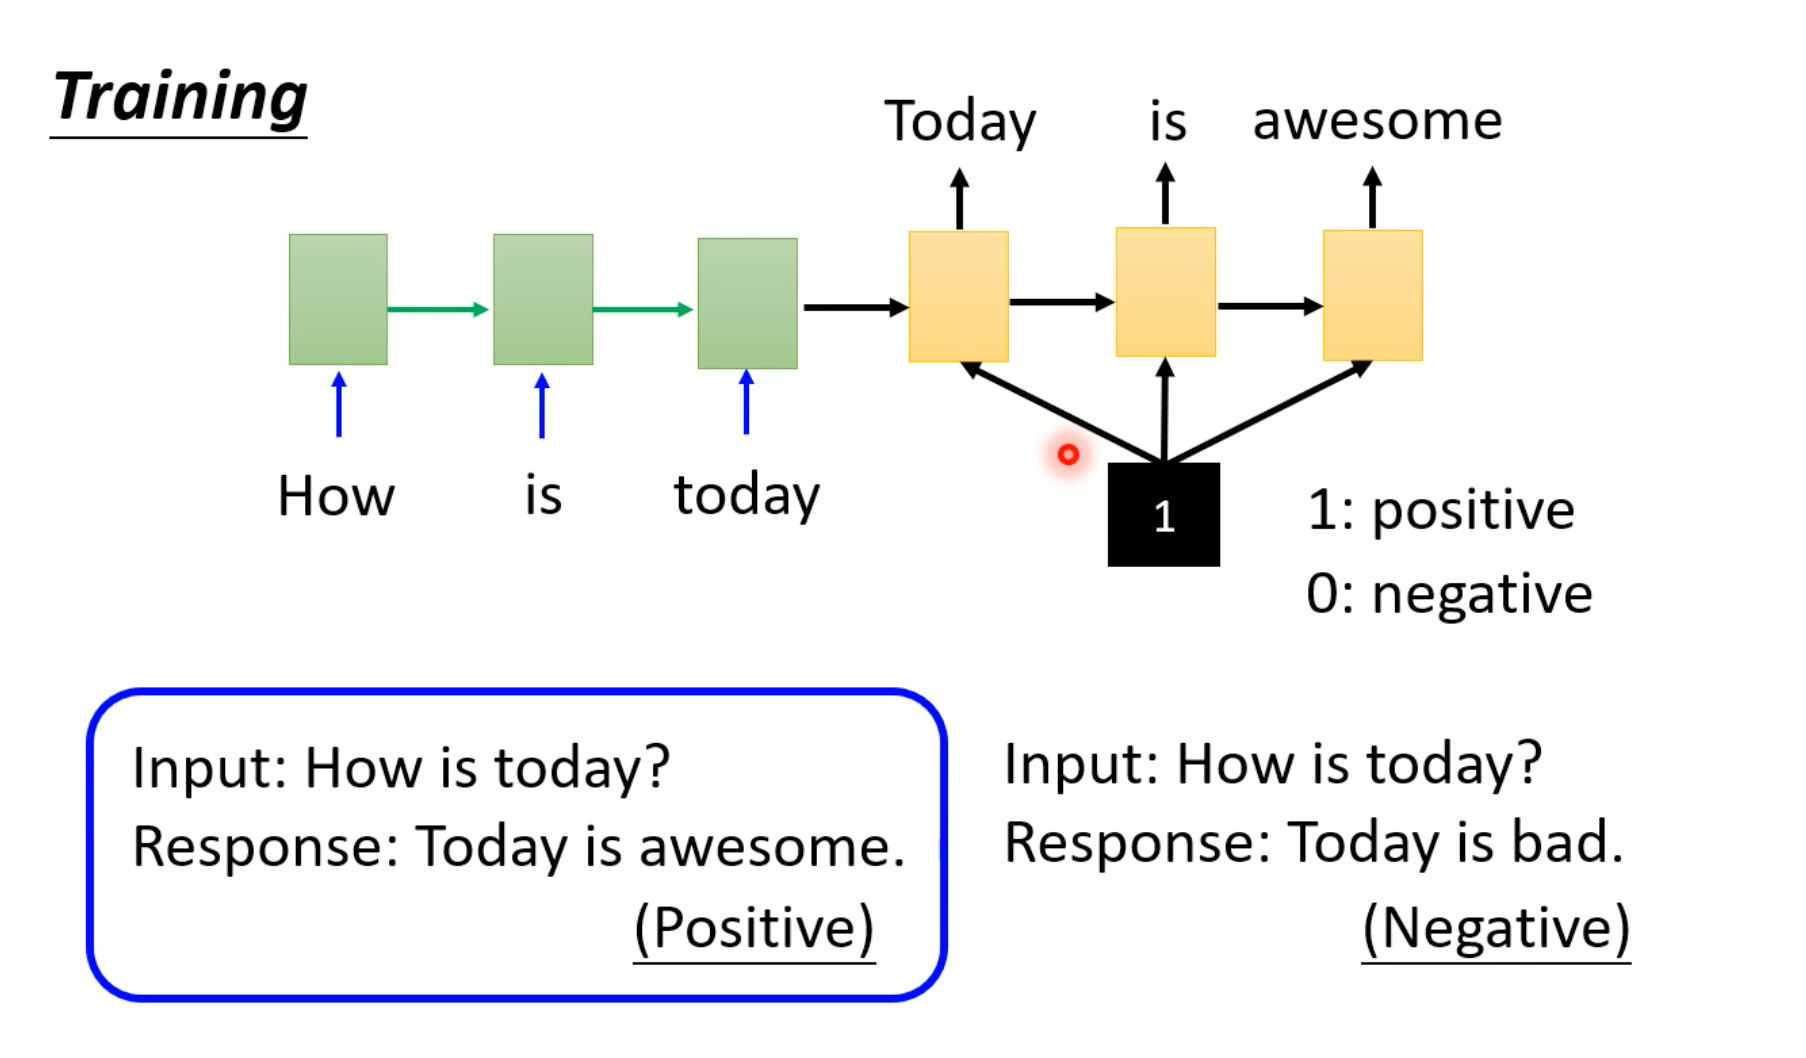 Training
Today is awesome
How is today
1
1: positive
0: negative
Input: How is today?
Response: Today is awesome.
(Positive)
Input: How is today?
Response: Today is bad.
(Negative)